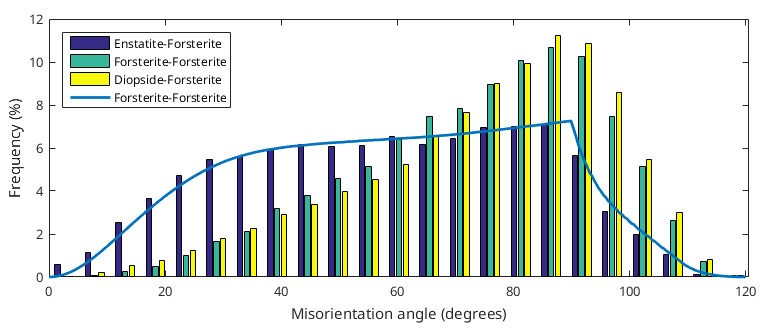 Frequency (%)
12
10
8
6
4
2
0
Enstatite-Forsterite
Forsterite-Forsterite
Diopside-Forsterite
Forsterite-Forsterite
0 20 40 60 80 100 120
Misorientation angle (degrees)